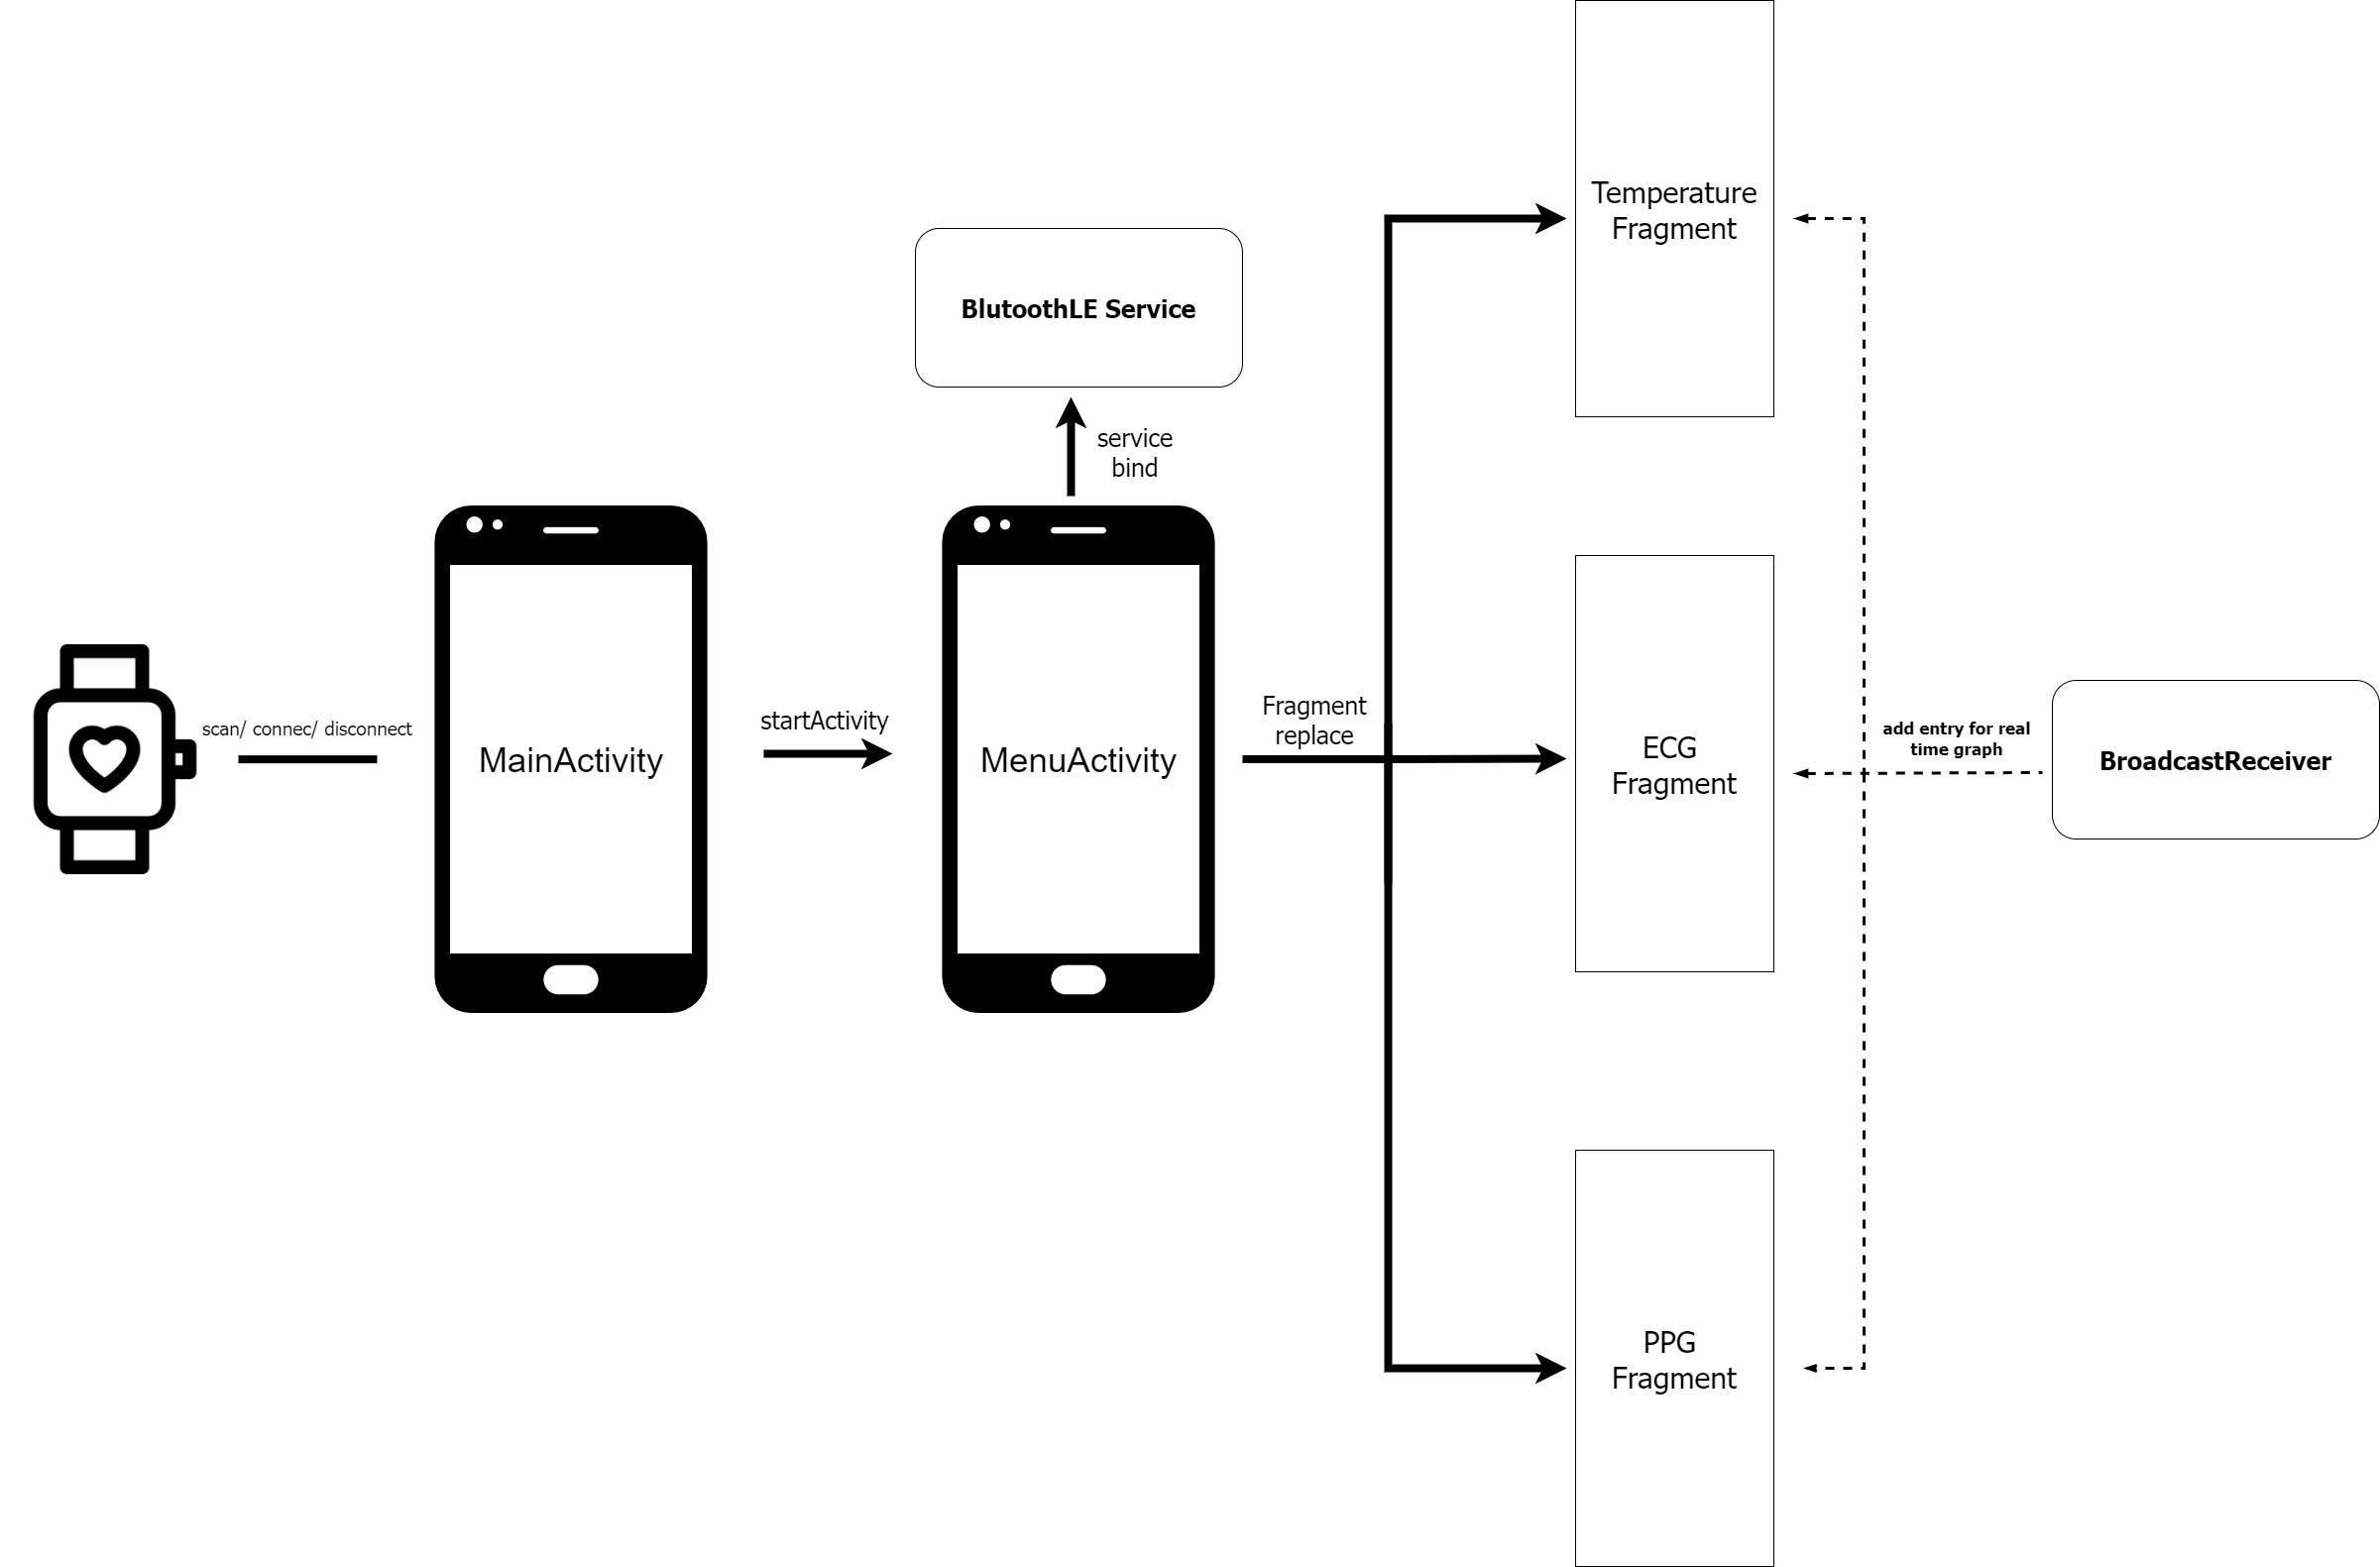 scan/ connec/ disconnect
MainActivity
startActivity
BlutoothLE Service
service
bind
MenuActivity
Fragment
replace
Temperature
Fragment
ECG
Fragment
PPG
Fragment
add entry for real
time graph
BroadcastReceiver